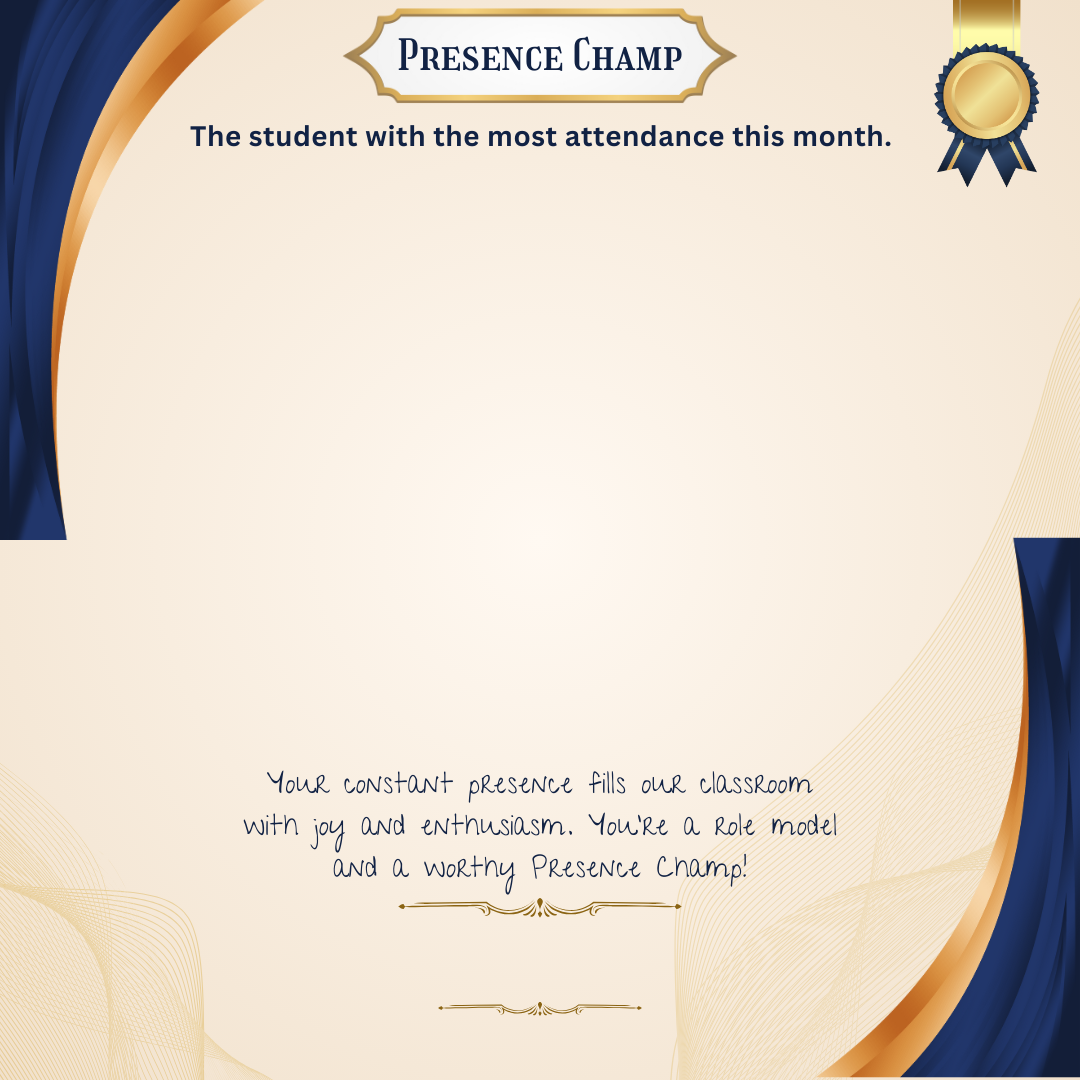 Presence Champ
The student with the most attendance this month.
Your constant presence fills our classroom
with joy and enthusiasm. You're a role model
and a worthy Presence Champ!